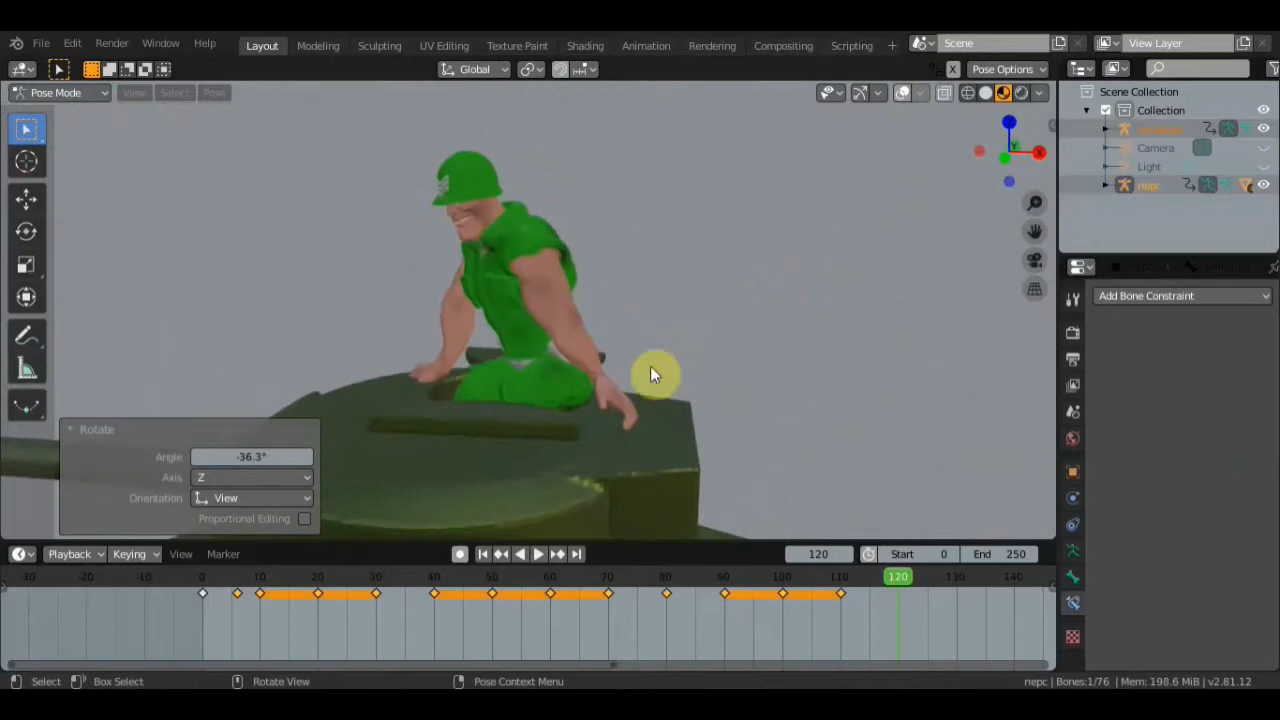 File Edit Render Window Help Layout Modeling Sculpting UV Editing Texture Paint Shading Animation Rendering Compositing Scripting + Scene View Layer
Global X Pose Options
Pose Mode View Select Pose
Scene Collection
Collection
Camera
Light
nepc
Z
Y
X
Add Bone Constraint
Rotate
Angle -36.3°
Axis Z
Orientation View
Proportional Editing
Playback Keying View Marker 120 Start 0 End 250
-30 -20 -10 0 10 20 30 40 50 60 70 80 90 100 110 120 130 140
Select Box Select Rotate View Pose Context Menu nepc | Bones:1/76 | Mem: 198.6 MiB | v2.81.12